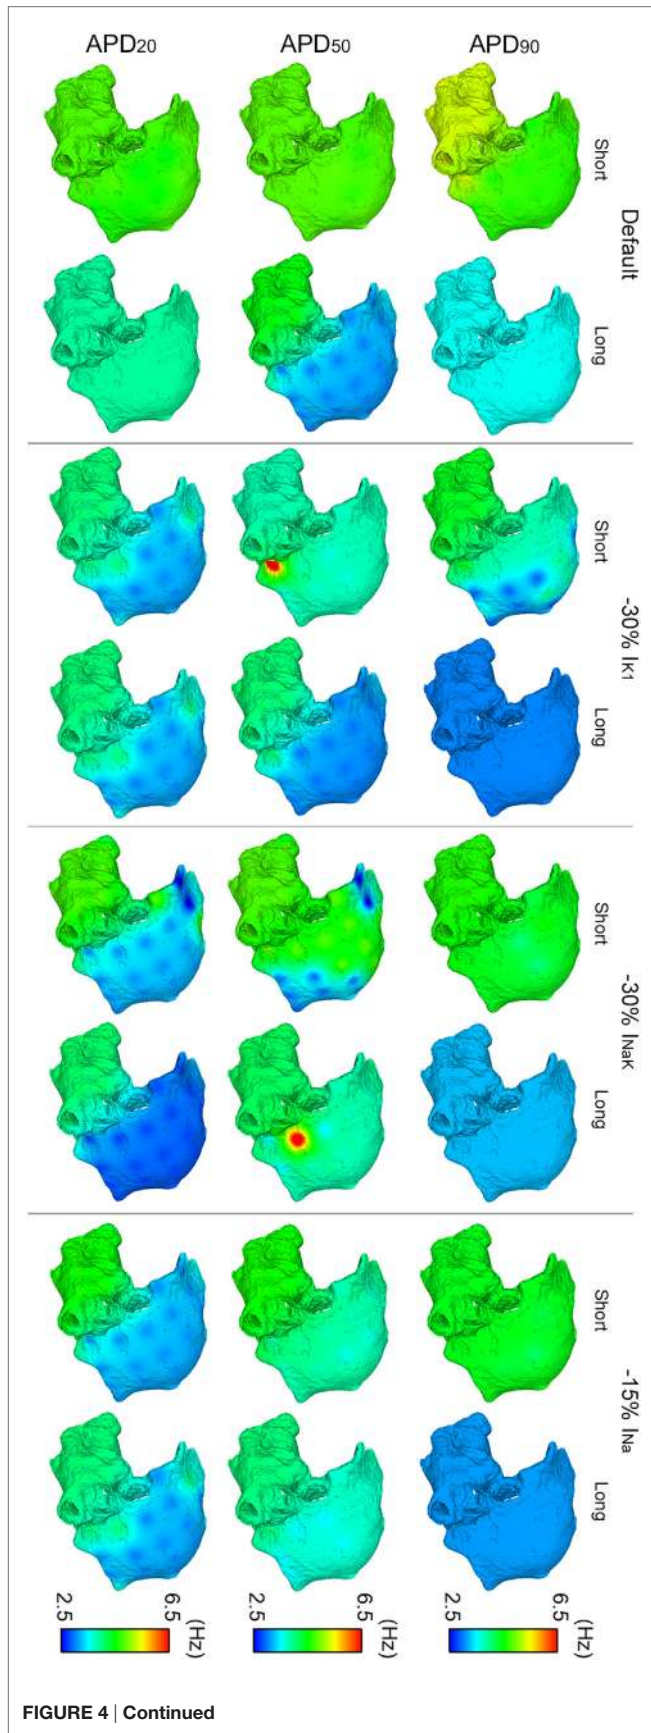 APD20 APD50 APD90
Default
Short
Long
-30% IK1
Short
Long
-30% INaK
Short
Long
-15% INa
Short
Long
6.5 (Hz)
2.5
6.5 (Hz)
2.5
6.5 (Hz)
2.5
FIGURE 4 | Continued